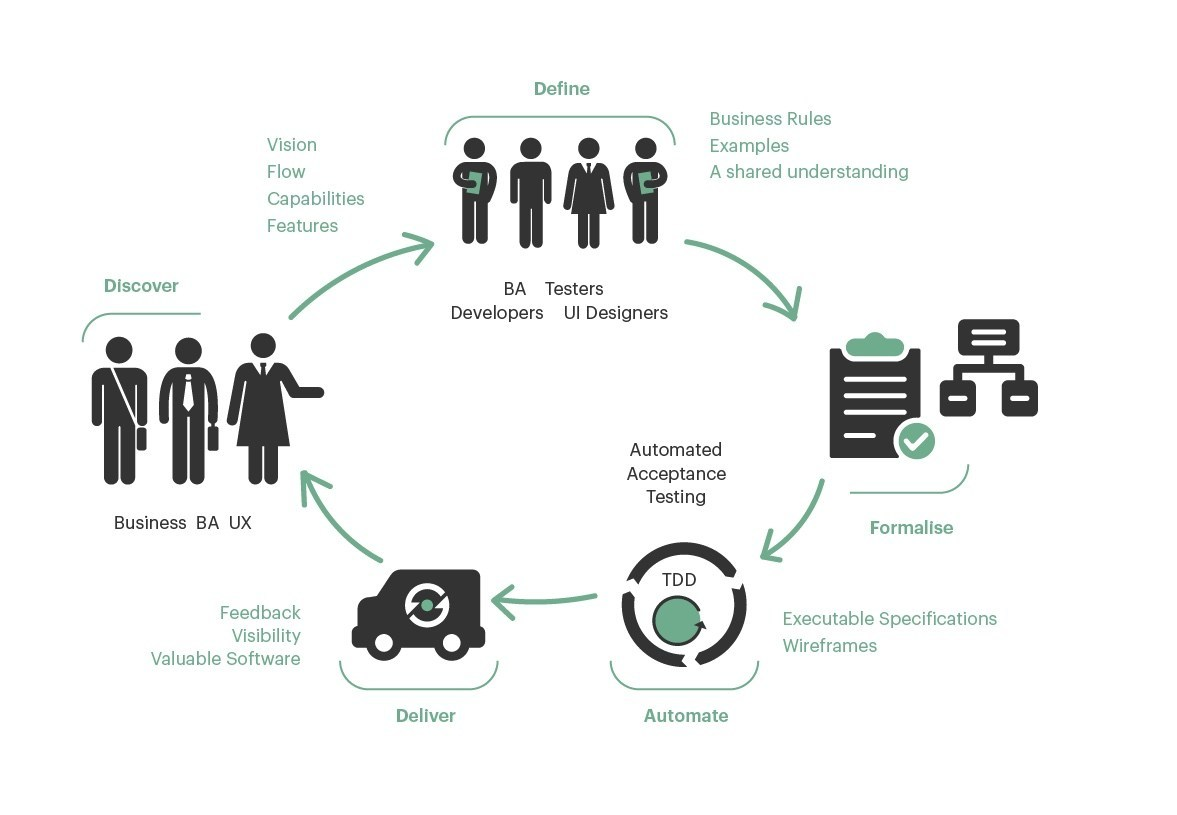 Define
Business Rules
Examples
A shared understanding
Vision
Flow
Capabilities
Features
BA Testers
Developers UI Designers
Discover
Business BA UX
Automated
Acceptance
Testing
Formalise
TDD
Executable Specifications
Wireframes
Feedback
Visibility
Valuable Software
Deliver
Automate